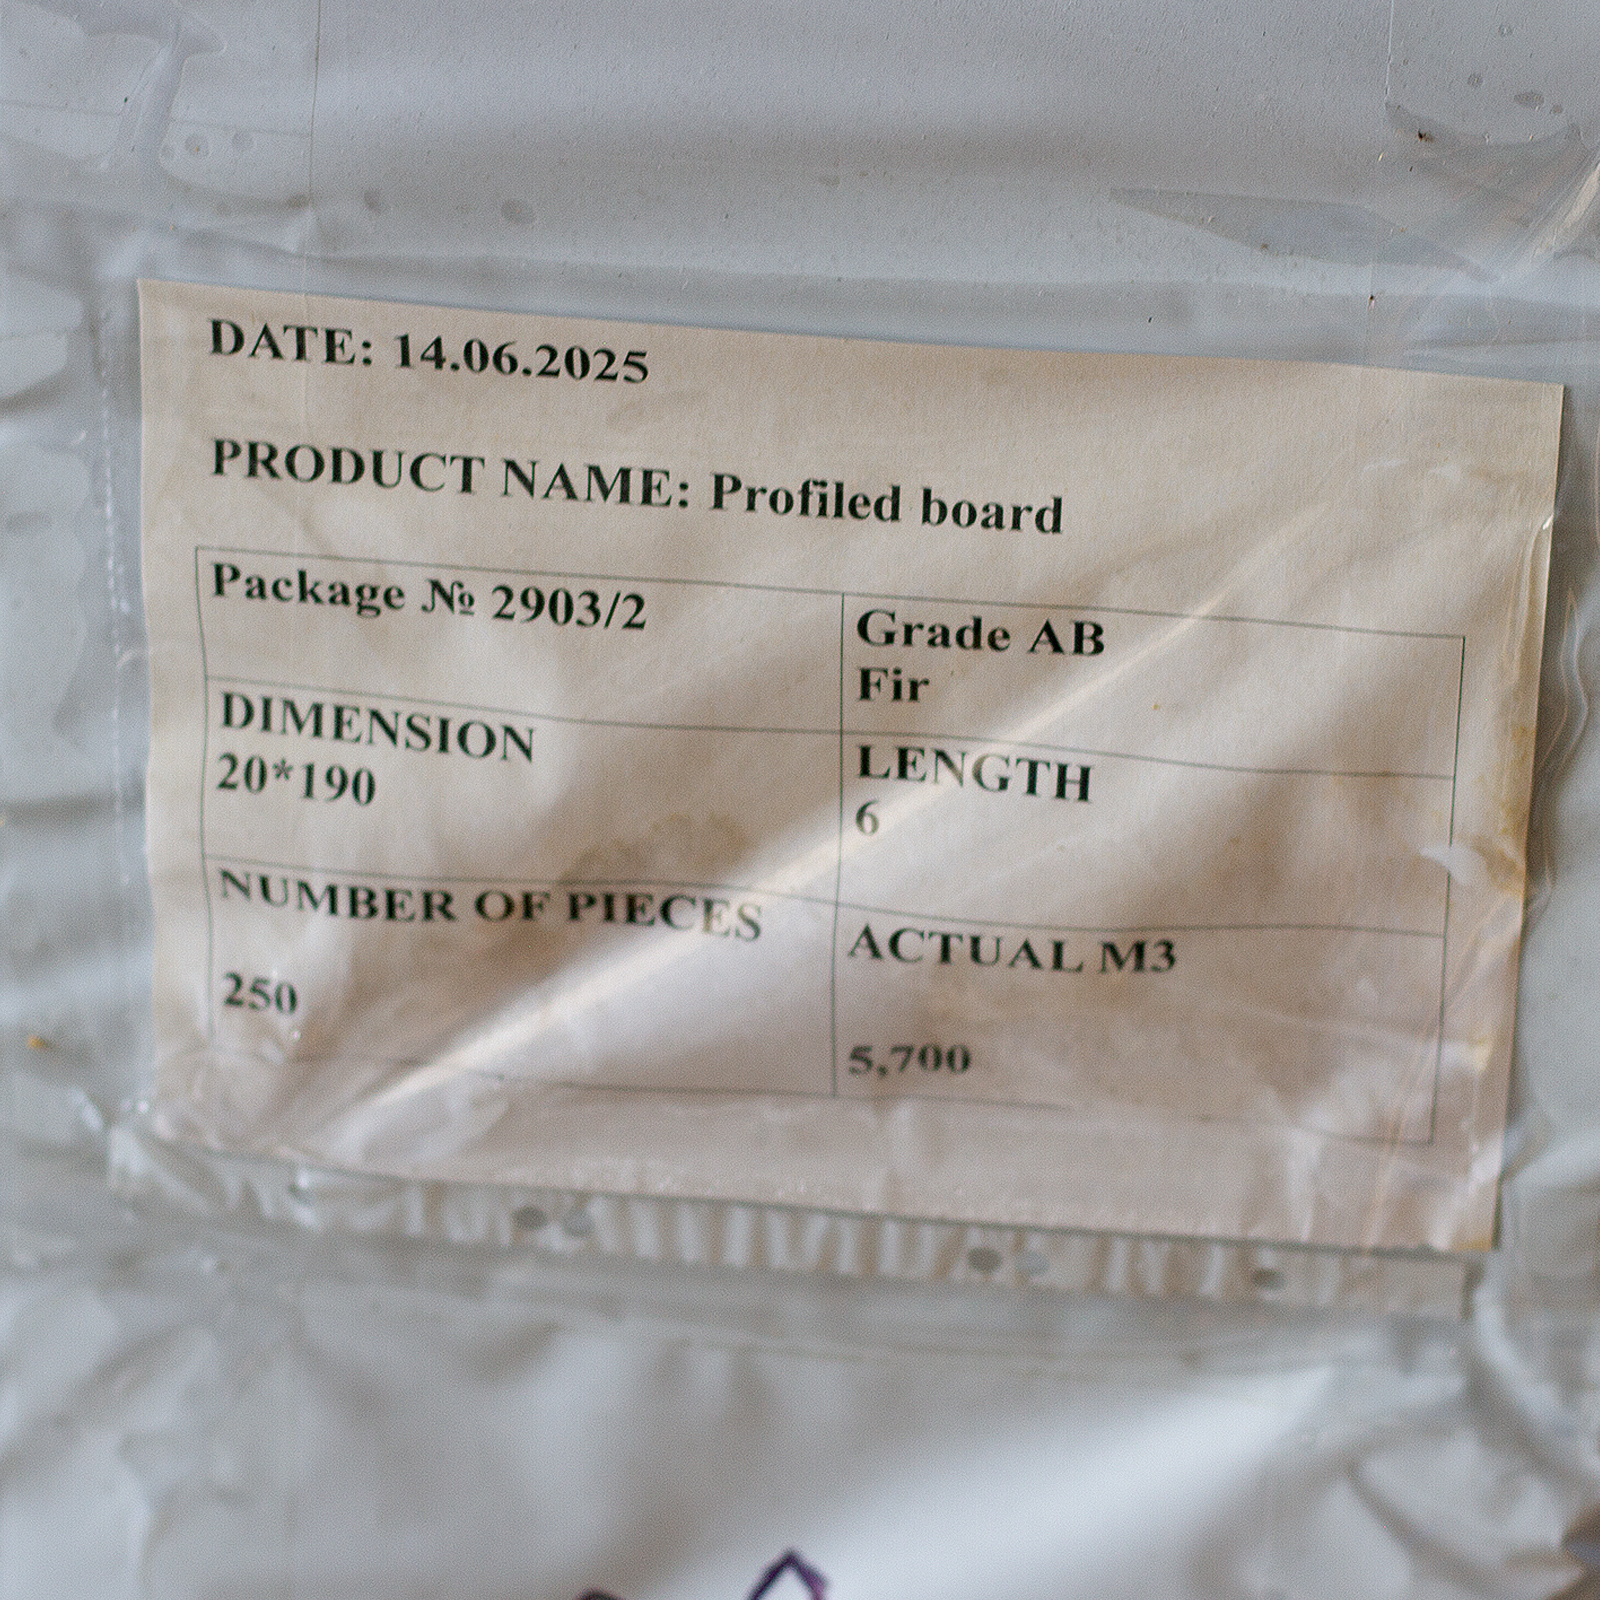 DATE: 14.06.2025
PRODUCT NAME: Profiled board
Package № 2903/2
Grade AB
Fir
DIMENSION
20*190
LENGTH
6
NUMBER OF PIECES
250
ACTUAL M3
5,700